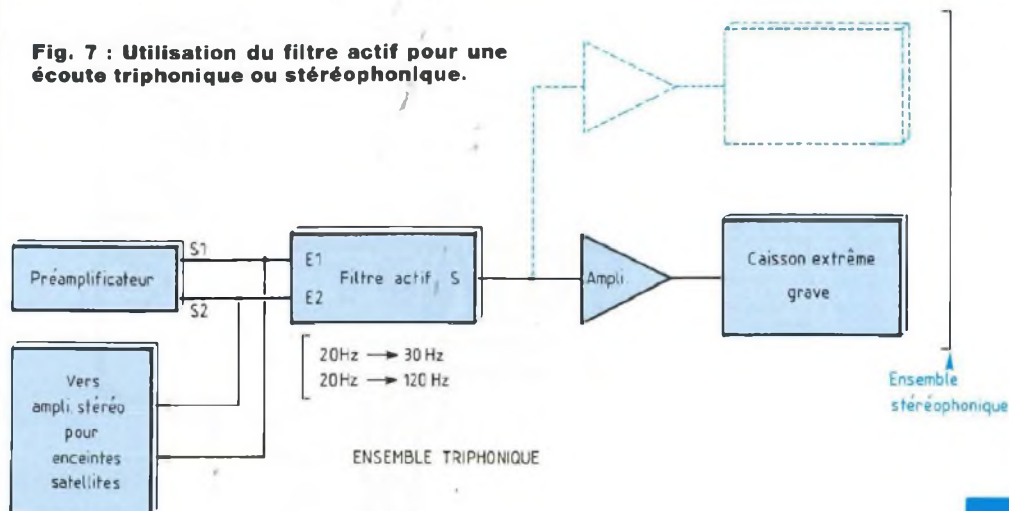 Fig. 7 : Utilisation du filtre actif pour une
écoute triphonique ou stéréophonique.
Préamplificateur
S1
S2
E1
E2
Filtre actif, S
Ampli
Caisson extrême
grave
20Hz → 30 Hz
20Hz → 120 Hz
Vers
ampli. stéréo
pour
enceintes
satellites
ENSEMBLE TRIPHONIQUE
Ensemble
stéréophonique